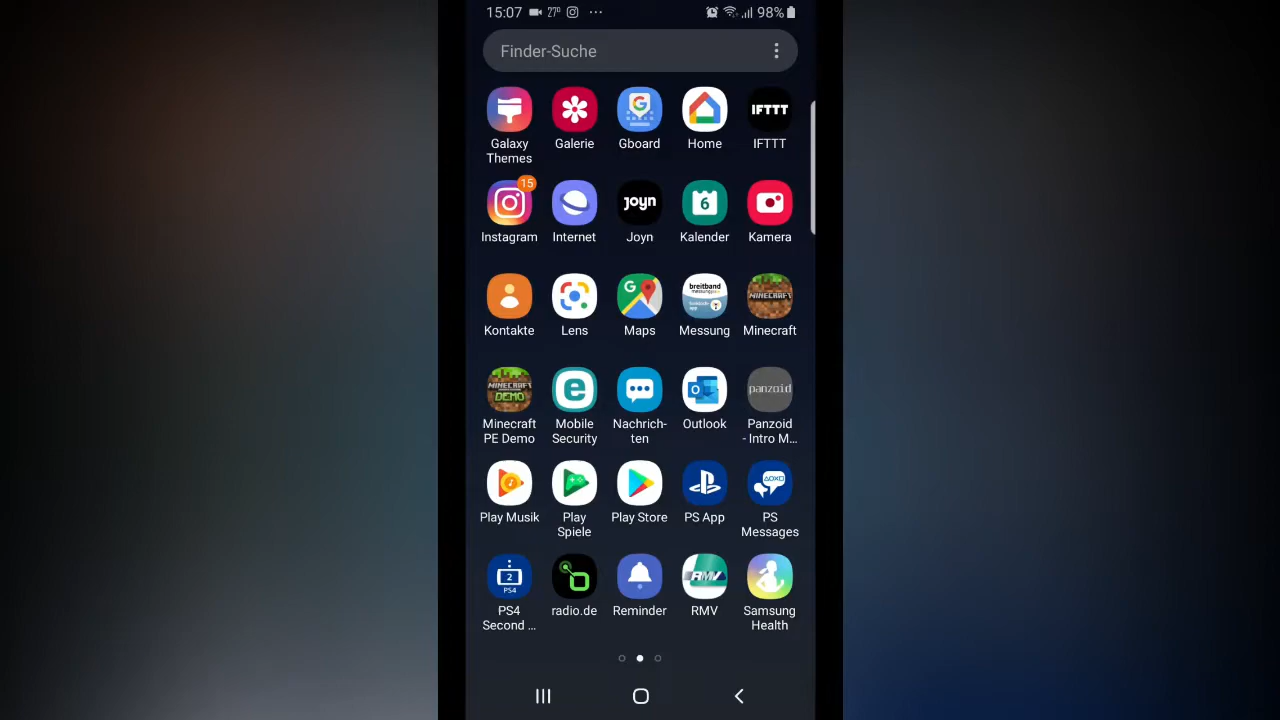 15:07 27° 98%
Finder-Suche
IFTTT
Galaxy Themes
Galerie
Gboard
Home
IFTTT
15
joyn
6
Instagram
Internet
Joyn
Kalender
Kamera
breitband
messung
MINECRAFT
Kontakte
Lens
Maps
Messung
Minecraft
MINECRAFT
DEMO
panzoid
Minecraft PE Demo
Mobile Security
Nachrich-
ten
Outlook
Panzoid - Intro M...
Play Musik
Play Spiele
Play Store
PS App
PS Messages
2
PS4
RMV
PS4 Second ...
radio.de
Reminder
RMV
Samsung Health